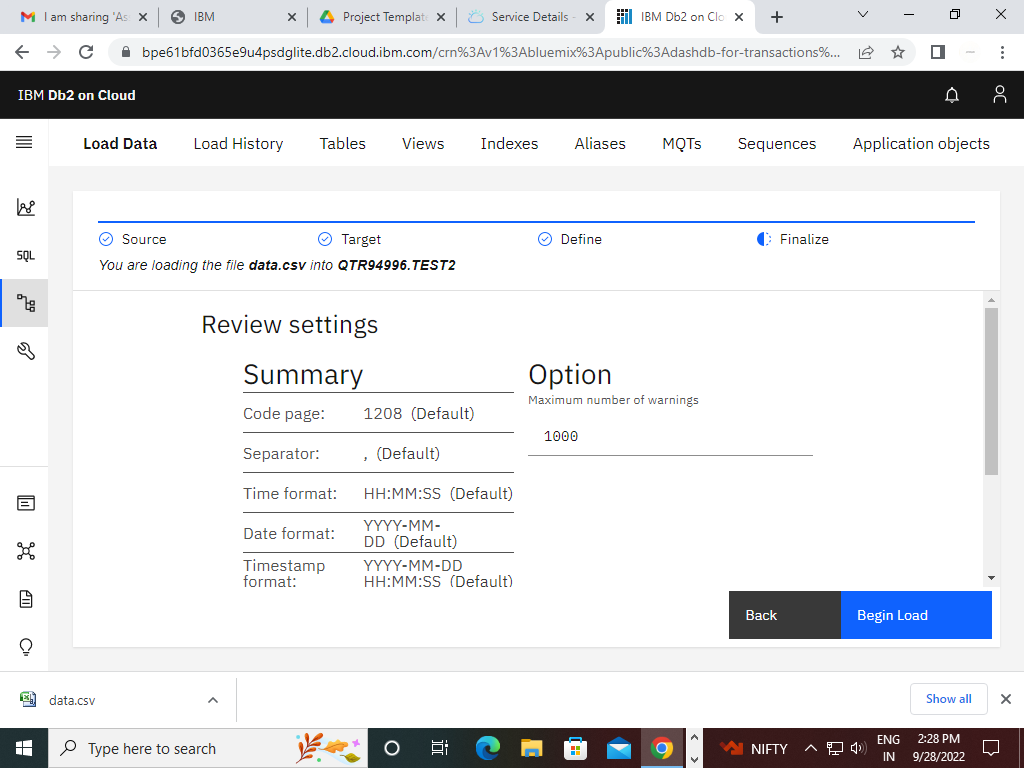 I am sharing 'As
IBM
Project Templat
Service Details -
IBM Db2 on Clo
bpe61bfd0365e9u4psdglite.db2.cloud.ibm.com/crn%3Av1%3Abluemix%3Apublic%3Adashdb-for-transactions%...
IBM Db2 on Cloud
Load Data Load History Tables Views Indexes Aliases MQTs Sequences Application objects
SQL
Source Target Define Finalize
You are loading the file data.csv into QTR94996.TEST2
Review settings
Summary
Code page: 1208 (Default)
Separator: , (Default)
Time format: HH:MM:SS (Default)
Date format: YYYY-MM-
DD (Default)
Timestamp YYYY-MM-DD
format: HH:MM:SS (Default)
Option
Maximum number of warnings
1000
Back Begin Load
data.csv
Show all
Type here to search
NIFTY
ENG
IN
2:28 PM
9/28/2022